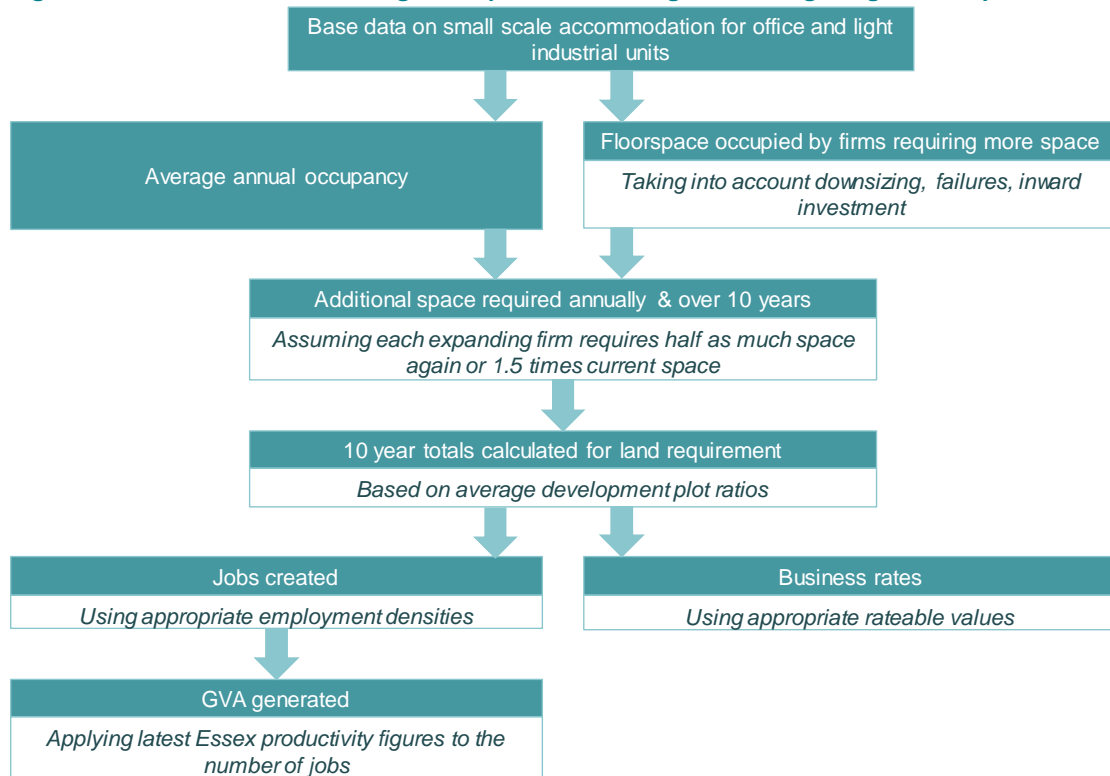 Base data on small scale accommodation for office and light
industrial units
Average annual occupancy
Floorspace occupied by firms requiring more space
Taking into account downsizing, failures, inward
investment
Additional space required annually & over 10 years
Assuming each expanding firm requires half as much space
again or 1.5 times current space
10 year totals calculated for land requirement
Based on average development plot ratios
Jobs created
Using appropriate employment densities
Business rates
Using appropriate rateable values
GVA generated
Applying latest Essex productivity figures to the
number of jobs